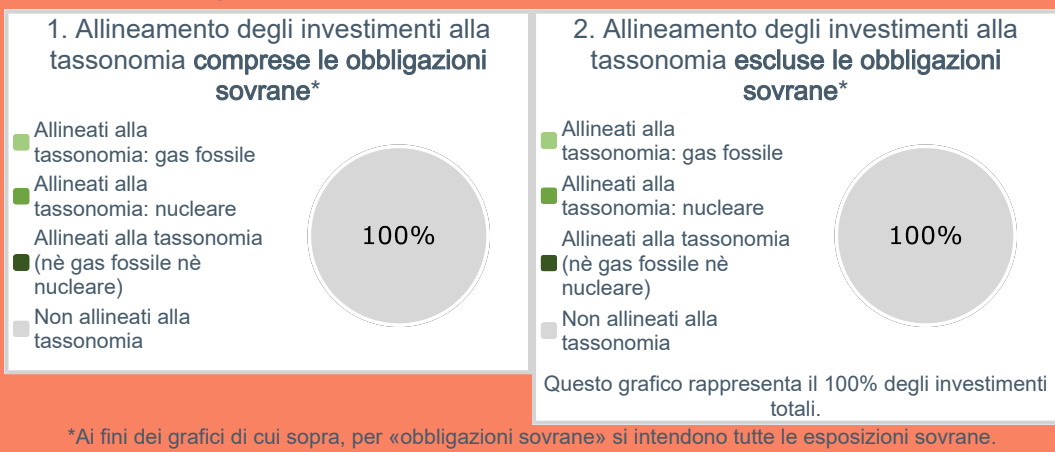 1. Allineamento degli investimenti alla
tassonomia comprese le obbligazioni
sovrane*
Allineati alla
tassonomia: gas fossile
Allineati alla
tassonomia: nucleare
Allineati alla tassonomia
(nè gas fossile nè
nucleare)
Non allineati alla
tassonomia
100%
2. Allineamento degli investimenti alla
tassonomia escluse le obbligazioni
sovrane*
Allineati alla
tassonomia: gas fossile
Allineati alla
tassonomia: nucleare
Allineati alla tassonomia
(nè gas fossile nè
nucleare)
Non allineati alla
tassonomia
100%
Questo grafico rappresenta il 100% degli investimenti
totali.
*Ai fini dei grafici di cui sopra, per «obbligazioni sovrane» si intendono tutte le esposizioni sovrane.